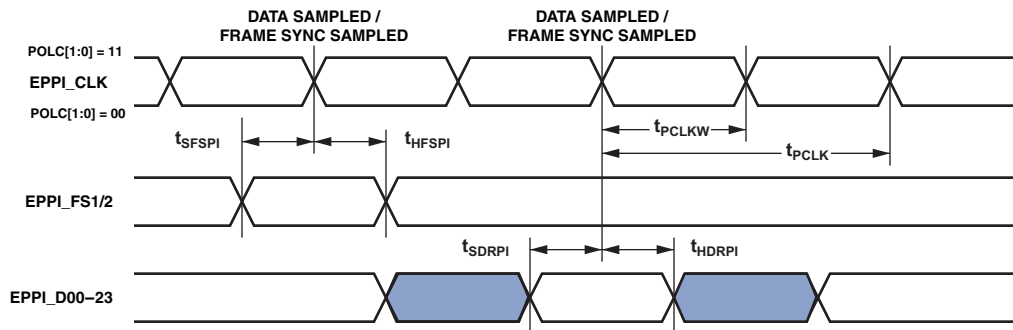 DATA SAMPLED /
FRAME SYNC SAMPLED
DATA SAMPLED /
FRAME SYNC SAMPLED
POLC[1:0] = 11
EPPI_CLK
POLC[1:0] = 00
tSFSPI
tHFSPI
tPCLKW
tPCLK
EPPI_FS1/2
tSDRPI
tHDRPI
EPPI_D00–23